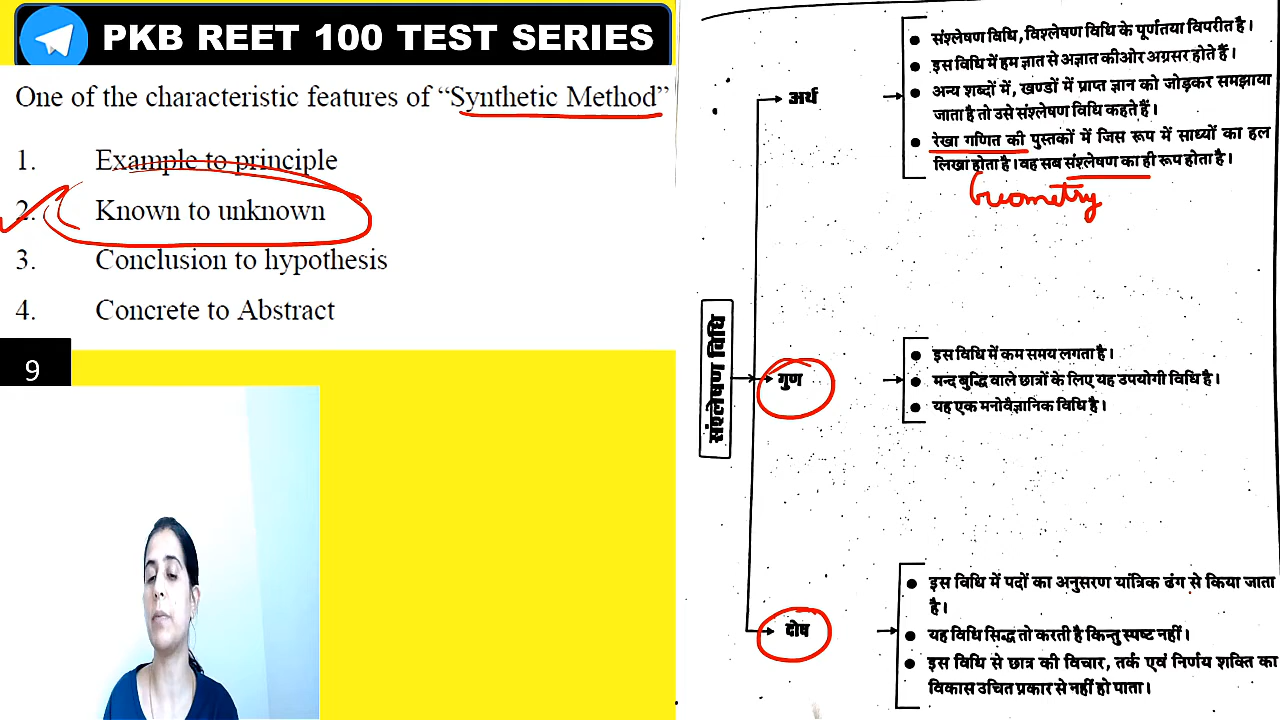 PKB REET 100 TEST SERIES
One of the characteristic features of “Synthetic Method”
1. Example to principle
2. Known to unknown
3. Conclusion to hypothesis
4. Concrete to Abstract
9
संश्लेषण विधि
अर्थ
संश्लेषण विधि, विश्लेषण विधि के पूर्णतया विपरीत है।
इस विधि में हम ज्ञात से अज्ञात की ओर अग्रसर होते हैं।
अन्य शब्दों में, खण्डों में प्राप्त ज्ञान को जोड़कर समझाया
जाता है तो उसे संश्लेषण विधि कहते हैं।
रेखा गणित की पुस्तकों में जिस रूप में साध्यों का हल
लिखा होता है। वह सब संश्लेषण का ही रूप होता है।
Geometry
गुण
इस विधि में कम समय लगता है।
मन्द बुद्धि वाले छात्रों के लिए यह उपयोगी विधि है।
यह एक मनोवैज्ञानिक विधि है।
दोष
इस विधि में पदों का अनुसरण यांत्रिक ढंग से किया जाता
है।
यह विधि सिद्ध तो करती है किन्तु स्पष्ट नहीं।
इस विधि से छात्र की विचार, तर्क एवं निर्णय शक्ति का
विकास उचित प्रकार से नहीं हो पाता।